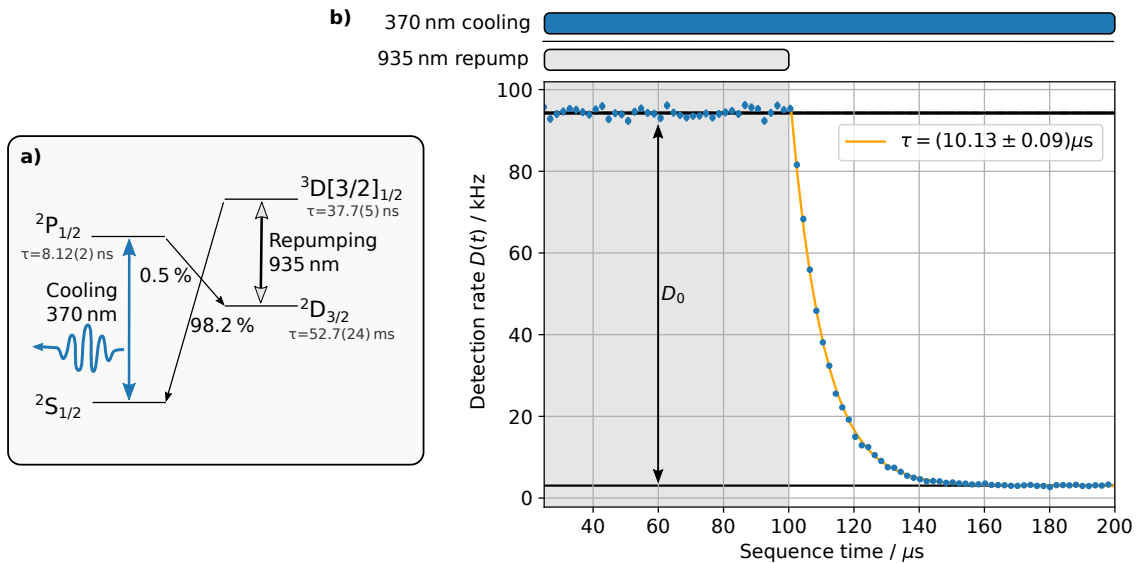 a)
³D[3/2]₁/₂
τ=37.7(5) ns
²P₁/₂
τ=8.12(2) ns
Repumping
935 nm
0.5 %
Cooling
370 nm
98.2 %
²D₃/₂
τ=52.7(24) ms
²S₁/₂
b)
370 nm cooling
935 nm repump
Detection rate D(t) / kHz
100
80
60
40
20
0
τ = (10.13 ± 0.09)μs
D₀
40
60
80
100
120
140
160
180
200
Sequence time / μs